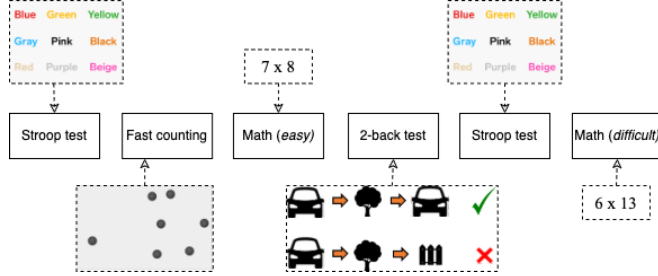 Blue Green Yellow
Gray Pink Black
Red Purple Beige
7 x 8
Blue Green Yellow
Gray Pink Black
Red Purple Beige
Stroop test
Fast counting
Math (easy)
2-back test
Stroop test
Math (difficult)
6 x 13